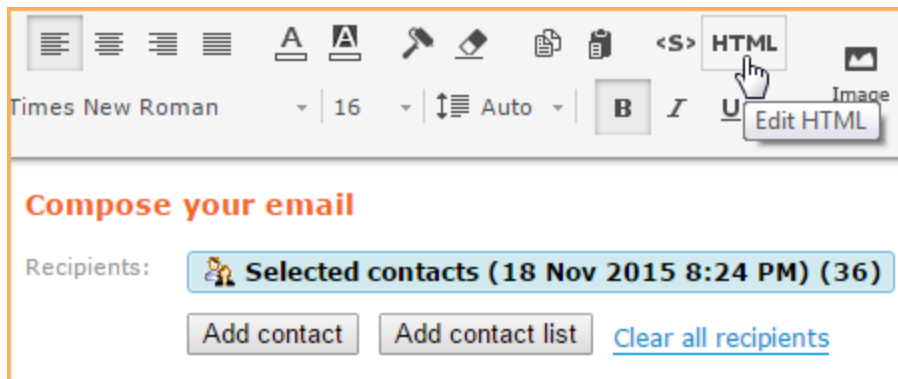 A A <S> HTML
Image
Times New Roman 16 Auto B I U
Edit HTML
Compose your email
Recipients: Selected contacts (18 Nov 2015 8:24 PM) (36)
Add contact Add contact list Clear all recipients